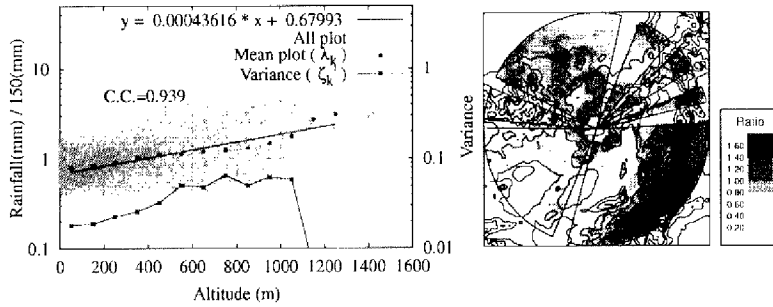 y = 0.00043616 * x + 0.67993
All plot
Mean plot ( λk )
Variance ( ζk )
C.C.=0.939
Rainfall(mm) / 150(mm)
10
1
0.1
1
0.10
0.01
Variance
0 200 400 600 800 1000 1200 1400 1600
Altitude (m)
Ratio
1.60
1.40
1.20
1.00
0.80
0.60
0.40
0.20